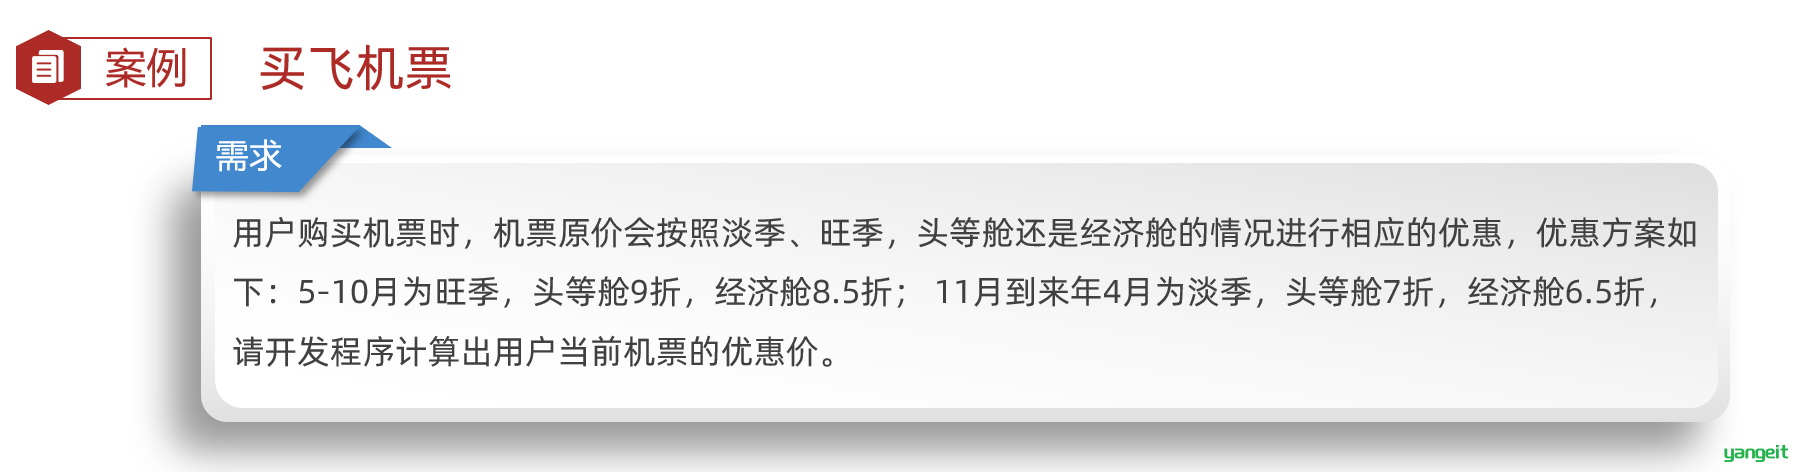 案例 买飞机票
需求
用户购买机票时，机票原价会按照淡季、旺季，头等舱还是经济舱的情况进行相应的优惠，优惠方案如
下：5-10月为旺季，头等舱9折，经济舱8.5折； 11月到来年4月为淡季，头等舱7折，经济舱6.5折，
请开发程序计算出用户当前机票的优惠价。
yangeit